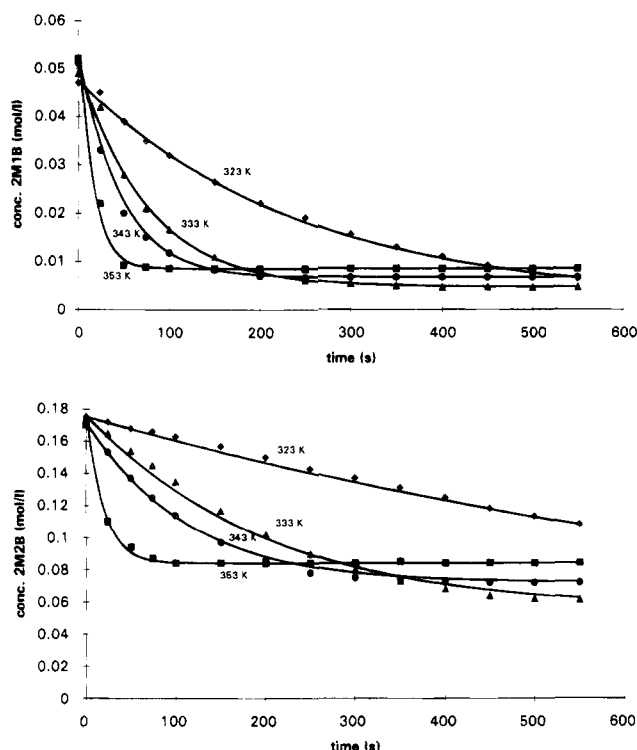 conc. 2M1B (mol/l)
0.06
0.05
0.04
0.03
0.02
0.01
0
323 K
333 K
343 K
353 K
0 100 200 300 400 500 600
time (s)
conc. 2M2B (mol/l)
0.18
0.16
0.14
0.12
0.1
0.08
0.06
0.04
0.02
0
323 K
333 K
343 K
353 K
0 100 200 300 400 500 600
time (s)